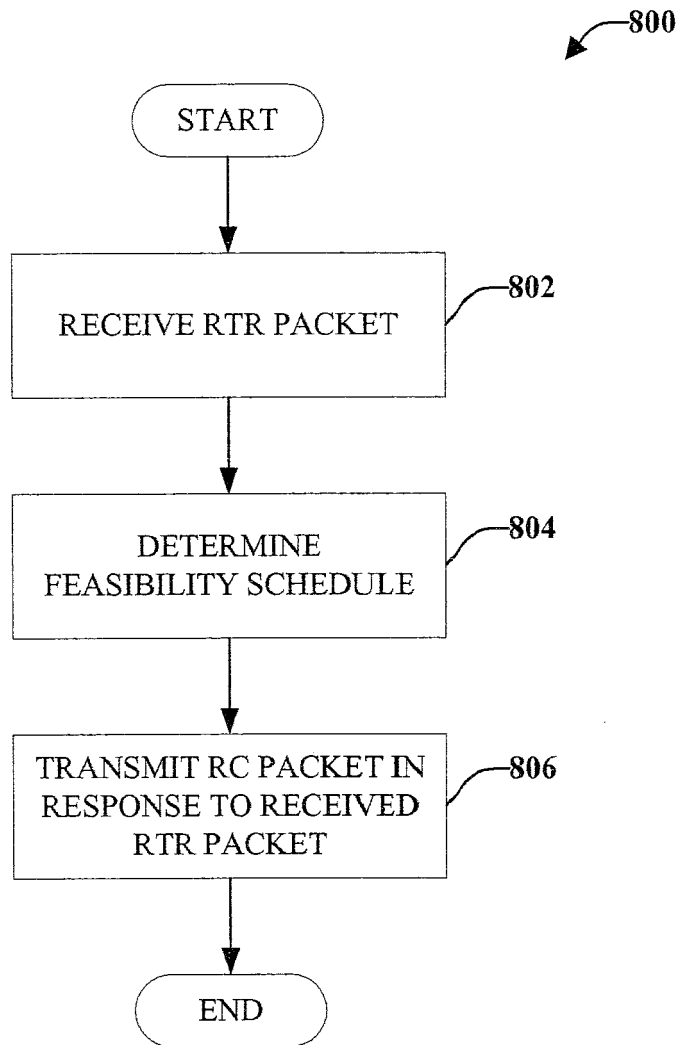 800
START
RECEIVE RTR PACKET
802
DETERMINE
FEASIBILITY SCHEDULE
804
TRANSMIT RC PACKET IN
RESPONSE TO RECEIVED
RTR PACKET
806
END